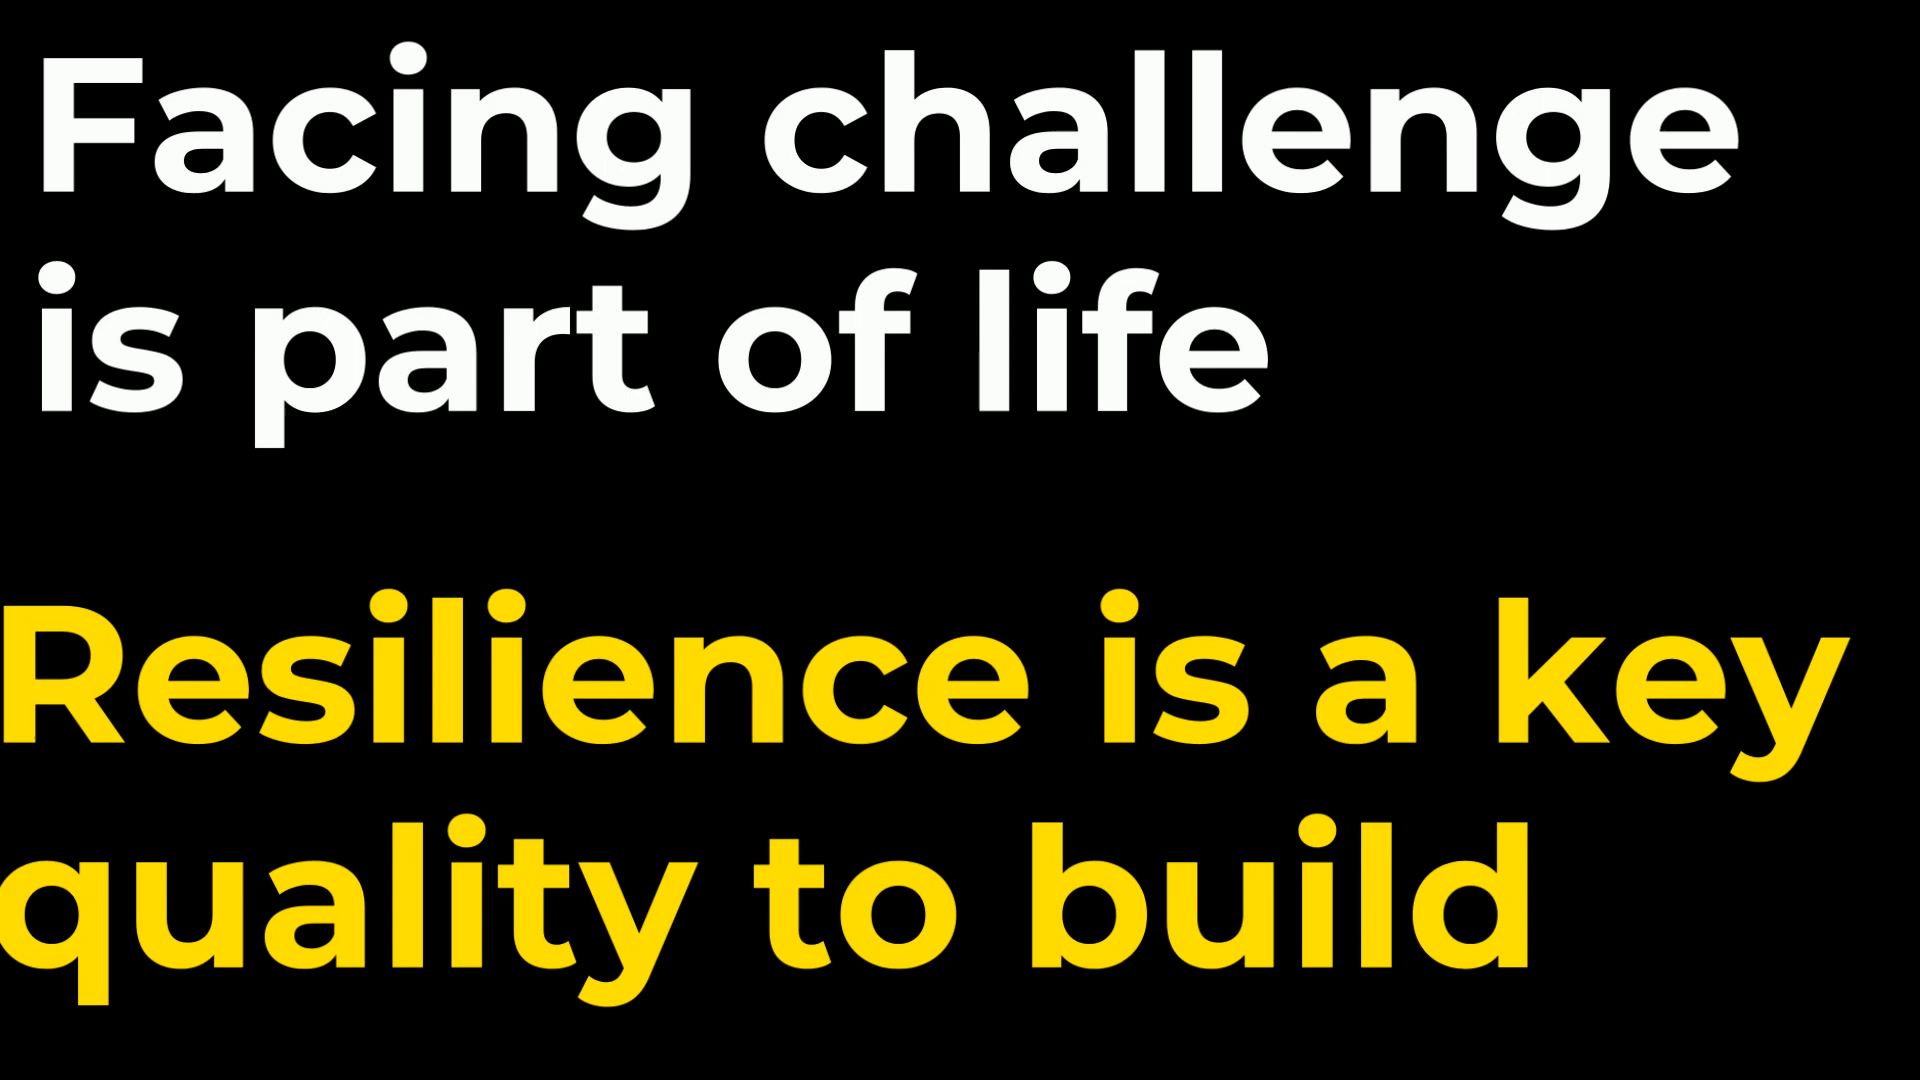 Facing challenge
is part of life
Resilience is a key
quality to build